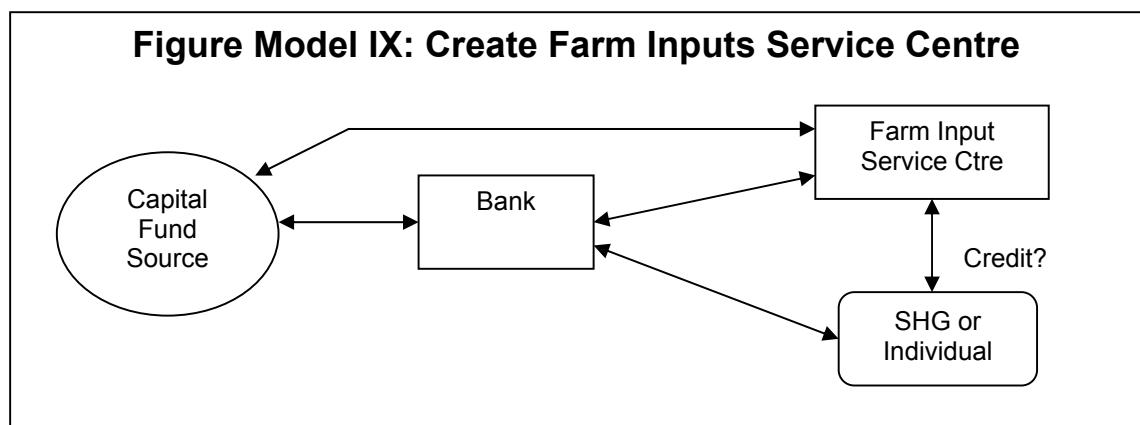 Figure Model IX: Create Farm Inputs Service Centre
Farm Input
Service Ctre
Capital
Fund
Source
Bank
Credit?
SHG or
Individual